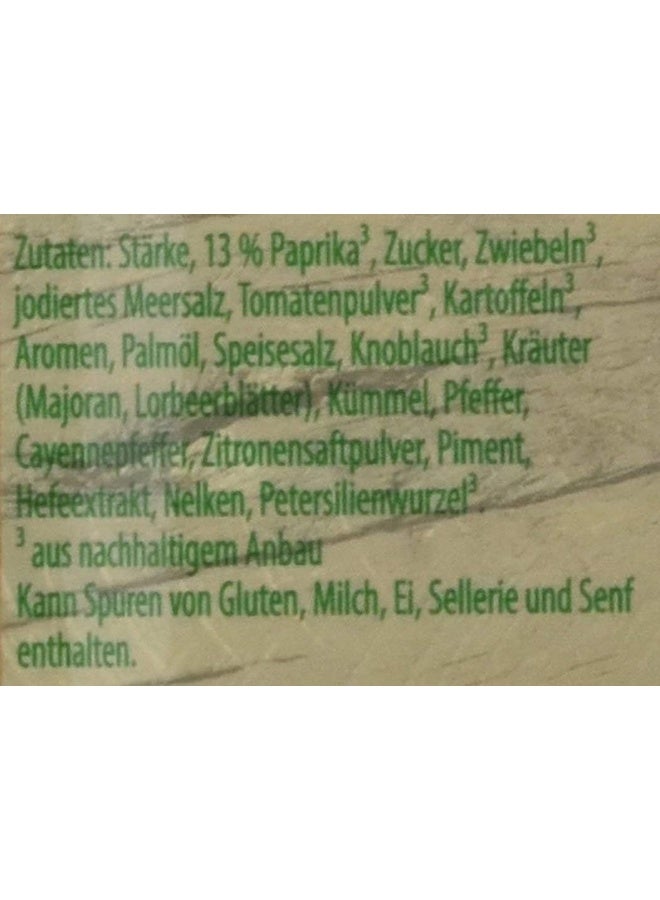 Zutaten: Stärke, 13 % Paprika³, Zucker, Zwiebeln³,
jodiertes Meersalz, Tomatenpulver³, Kartoffeln³,
Aromen, Palmöl, Speisesalz, Knoblauch³, Kräuter
(Majoran, Lorbeerblätter), Kümmel, Pfeffer,
Cayennepfeffer, Zitronensaftpulver, Piment,
Hefeextrakt, Nelken, Petersilienwurzel³.
³ aus nachhaltigem Anbau
Kann Spuren von Gluten, Milch, Ei, Sellerie und Senf
enthalten.